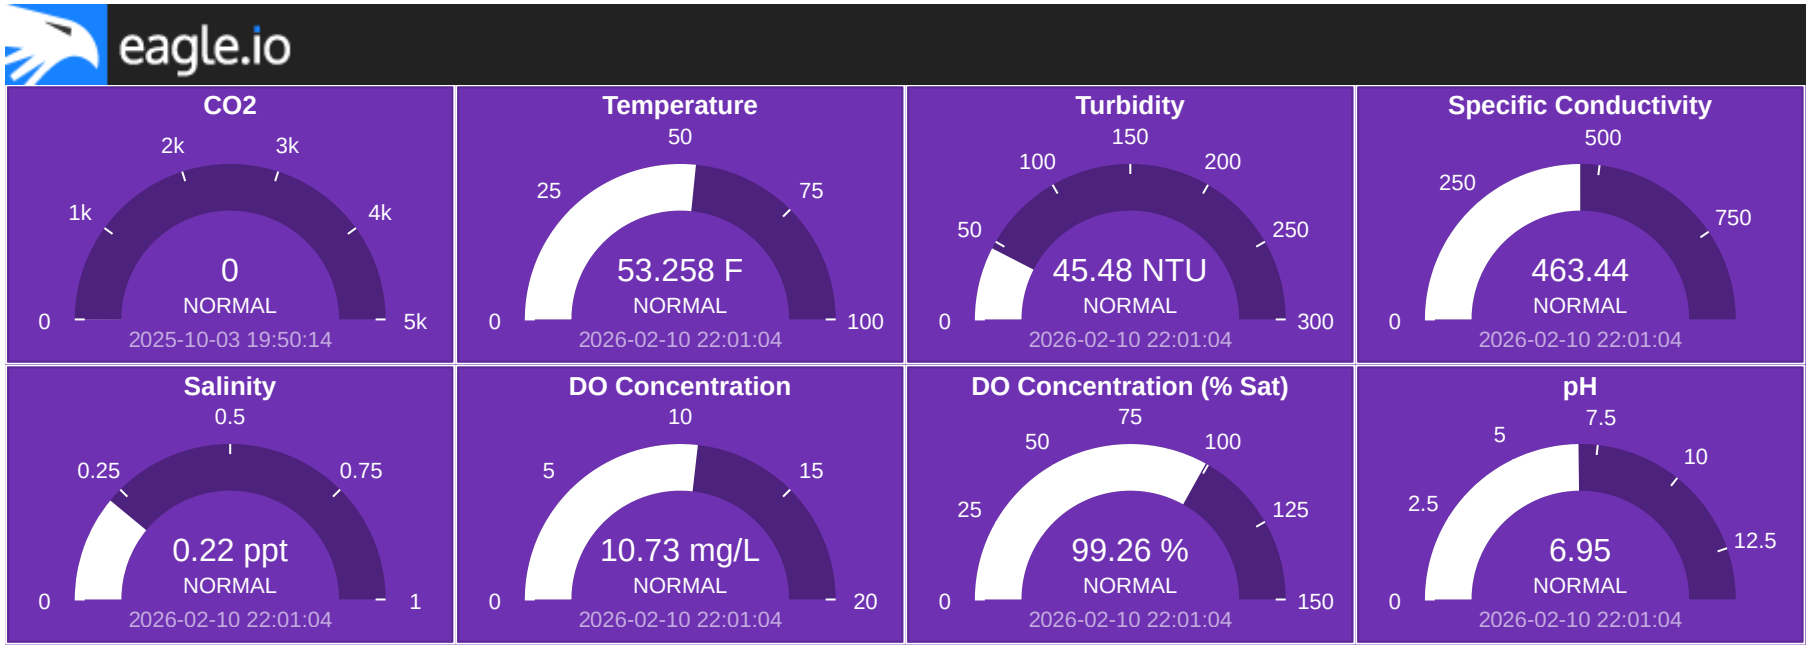 eagle.io
CO2
2k
3k
1k
4k
0
NORMAL
0
5k
2025-10-03 19:50:14
Temperature
50
25
75
53.258 F
NORMAL
0
100
2026-02-10 22:01:04
Turbidity
150
100
200
50
250
45.48 NTU
NORMAL
0
300
2026-02-10 22:01:04
Specific Conductivity
500
250
750
463.44
NORMAL
0
2026-02-10 22:01:04
Salinity
0.5
0.25
0.75
0.22 ppt
NORMAL
0
1
2026-02-10 22:01:04
DO Concentration
10
5
15
10.73 mg/L
NORMAL
0
20
2026-02-10 22:01:04
DO Concentration (% Sat)
75
50
100
25
125
99.26 %
NORMAL
0
150
2026-02-10 22:01:04
pH
7.5
5
10
2.5
12.5
6.95
NORMAL
0
2026-02-10 22:01:04